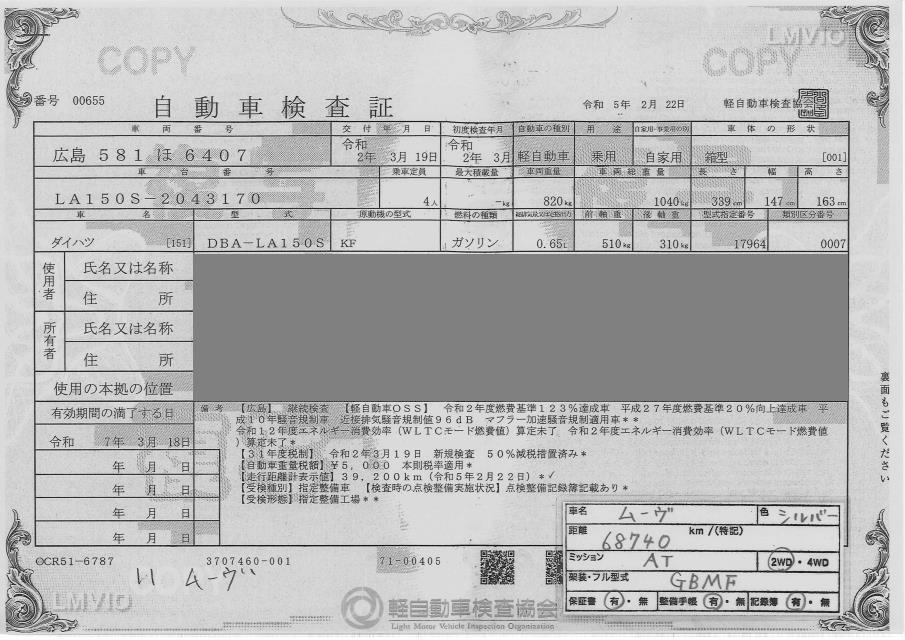 COPY
COPY
LMVIO
番号 00655
自動車検査証
令和 5年 2月 22日 軽自動車検査協会
車両番号 交付年月日 初度検査年月 自動車の種別 用途 自家用・事業用の別 車体の形状
広島 581 ほ 6407 令和 2年 3月 19日 令和 2年 3月 軽自動車 乗用 自家用 箱型 [001]
車台番号 乗車定員 最大積載量 車両重量 車両総重量 長さ 幅 高さ
LA150S-2043170 4人 -kg 820kg 1040kg 339cm 147cm 163cm
車名 型式 原動機の型式 燃料の種類 前軸重 後軸重 型式指定番号 類別区分番号
ダイハツ [151] DBA-LA150S KF ガソリン 0.65ℓ 510kg 310kg 17964 0007
使用者
氏名又は名称
住所
所有者
氏名又は名称
住所
使用の本拠の位置
有効期間の満了する日
令和 7年 3月 18日
年 月 日
年 月 日
年 月 日
年 月 日
備考 【広島】 継続検査 【軽自動車OSS】 令和2年度燃費基準123%達成車 平成27年度燃費基準20%向上達成車 平
成10年騒音規制車 近接排気騒音規制値96dB マフラー加速騒音規制適用車**
令和12年度エネルギー消費効率(WLTCモード燃費値)算定未了 令和2年度エネルギー消費効率(WLTCモード燃費値
)算定未了*
【31年度税制】 令和2年3月19日 新規検査 50%減税措置済み*
【自動車重量税額】¥5,000 本則税率適用*
【走行距離計表示値】39,200km(令和5年2月22日)*✓
【受検種別】指定整備車 【検査時の点検整備実施状況】点検整備記録簿記載あり*
【受検形態】指定整備工場**
裏面もご覧ください
車名 ムーヴ 色 シルバー
距離 68740 km /(特記)
ミッション AT 2WD・4WD
架装・フル型式 GBMF
保証書 有・無 整備手帳 有・無 記録簿 有・無
OCR51-6787 3707460-001 71-00405
ムーヴ
LMVIO
軽自動車検査協会
Light Motor Vehicle Inspection Organization